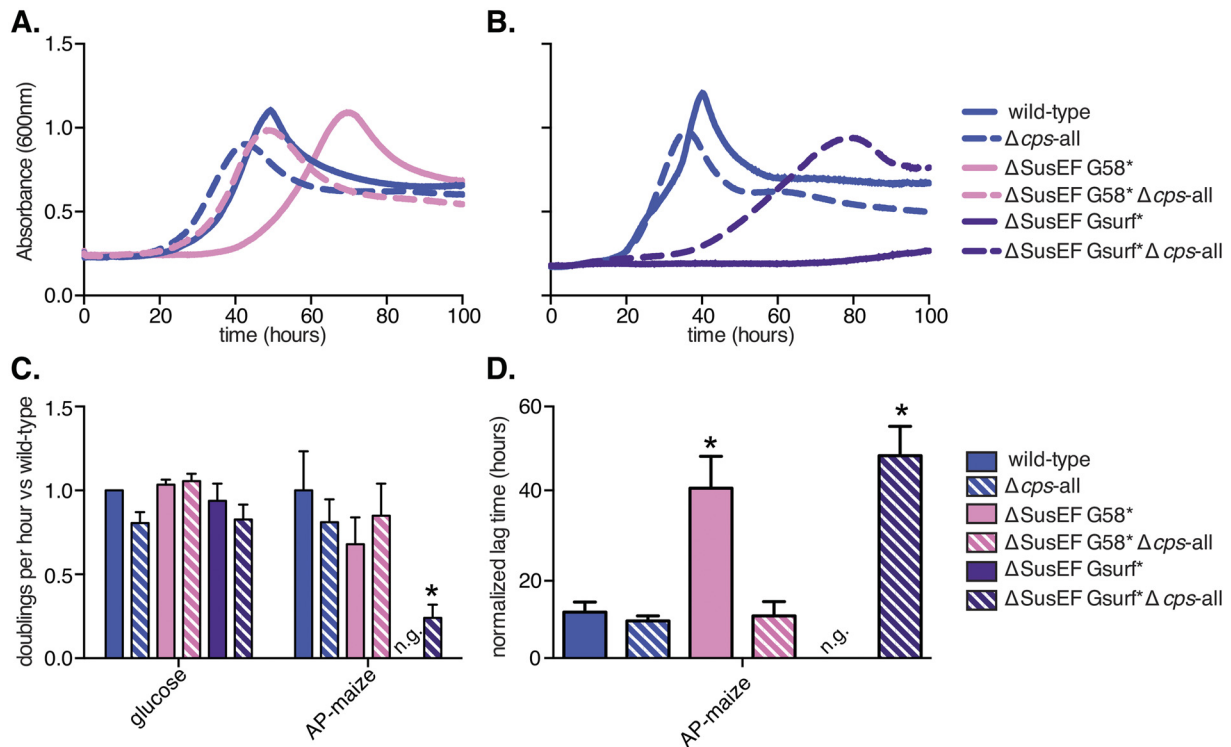 A.
1.5
1.0
0.5
0.0
Absorbance (600nm)
0 20 40 60 80 100
time (hours)
B.
0 20 40 60 80 100
time (hours)
wild-type
Δcps-all
ΔSusEF G58*
ΔSusEF G58* Δcps-all
ΔSusEF Gsurf*
ΔSusEF Gsurf* Δcps-all
C.
1.5
1.0
0.5
0.0
doublings per hour vs wild-type
n.g.
*
glucose
AP-maize
D.
60
40
20
0
normalized lag time (hours)
*
n.g.
*
AP-maize
wild-type
Δcps-all
ΔSusEF G58*
ΔSusEF G58* Δcps-all
ΔSusEF Gsurf*
ΔSusEF Gsurf* Δcps-all